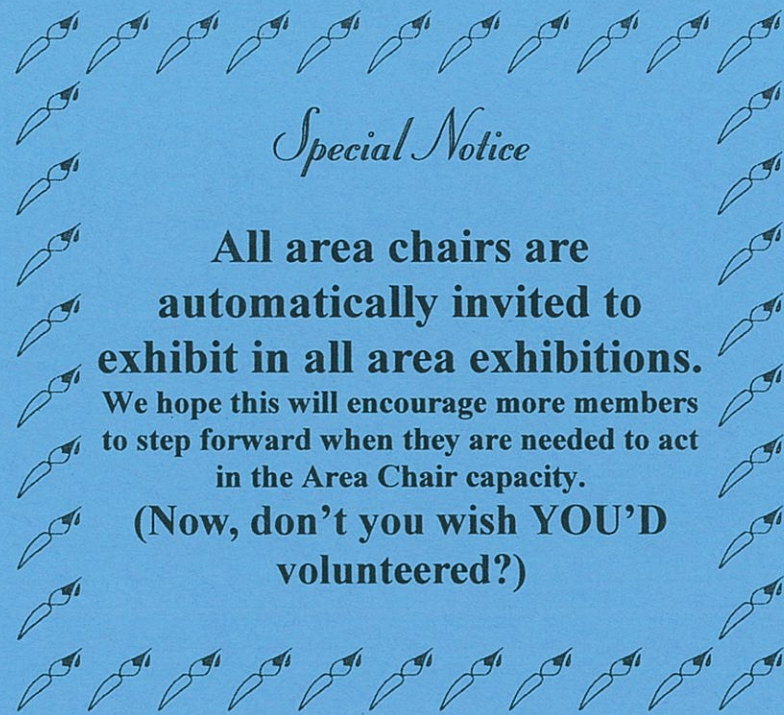 Special Notice
All area chairs are
automatically invited to
exhibit in all area exhibitions.
We hope this will encourage more members
to step forward when they are needed to act
in the Area Chair capacity.
(Now, don't you wish YOU'D
volunteered?)